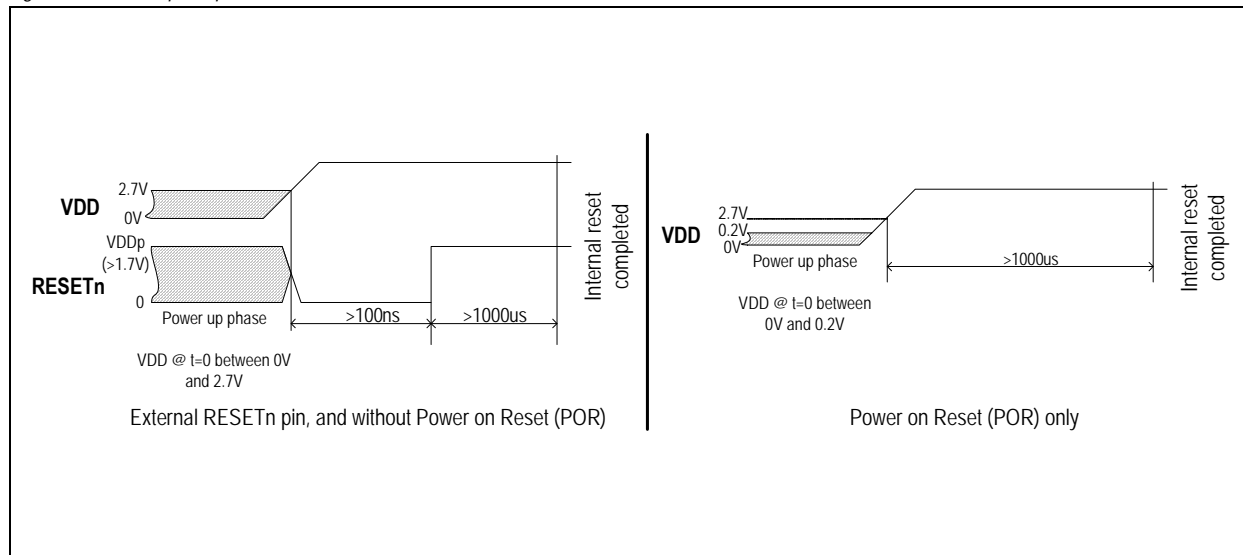 2.7V
VDD
0V
VDDp
(>1.7V)
RESETn
0
Power up phase
>100ns
>1000us
VDD @ t=0 between 0V
and 2.7V
Internal reset
completed
External RESETn pin, and without Power on Reset (POR)
2.7V
0.2V
VDD
0V
Power up phase
>1000us
VDD @ t=0 between
0V and 0.2V
Internal reset
completed
Power on Reset (POR) only